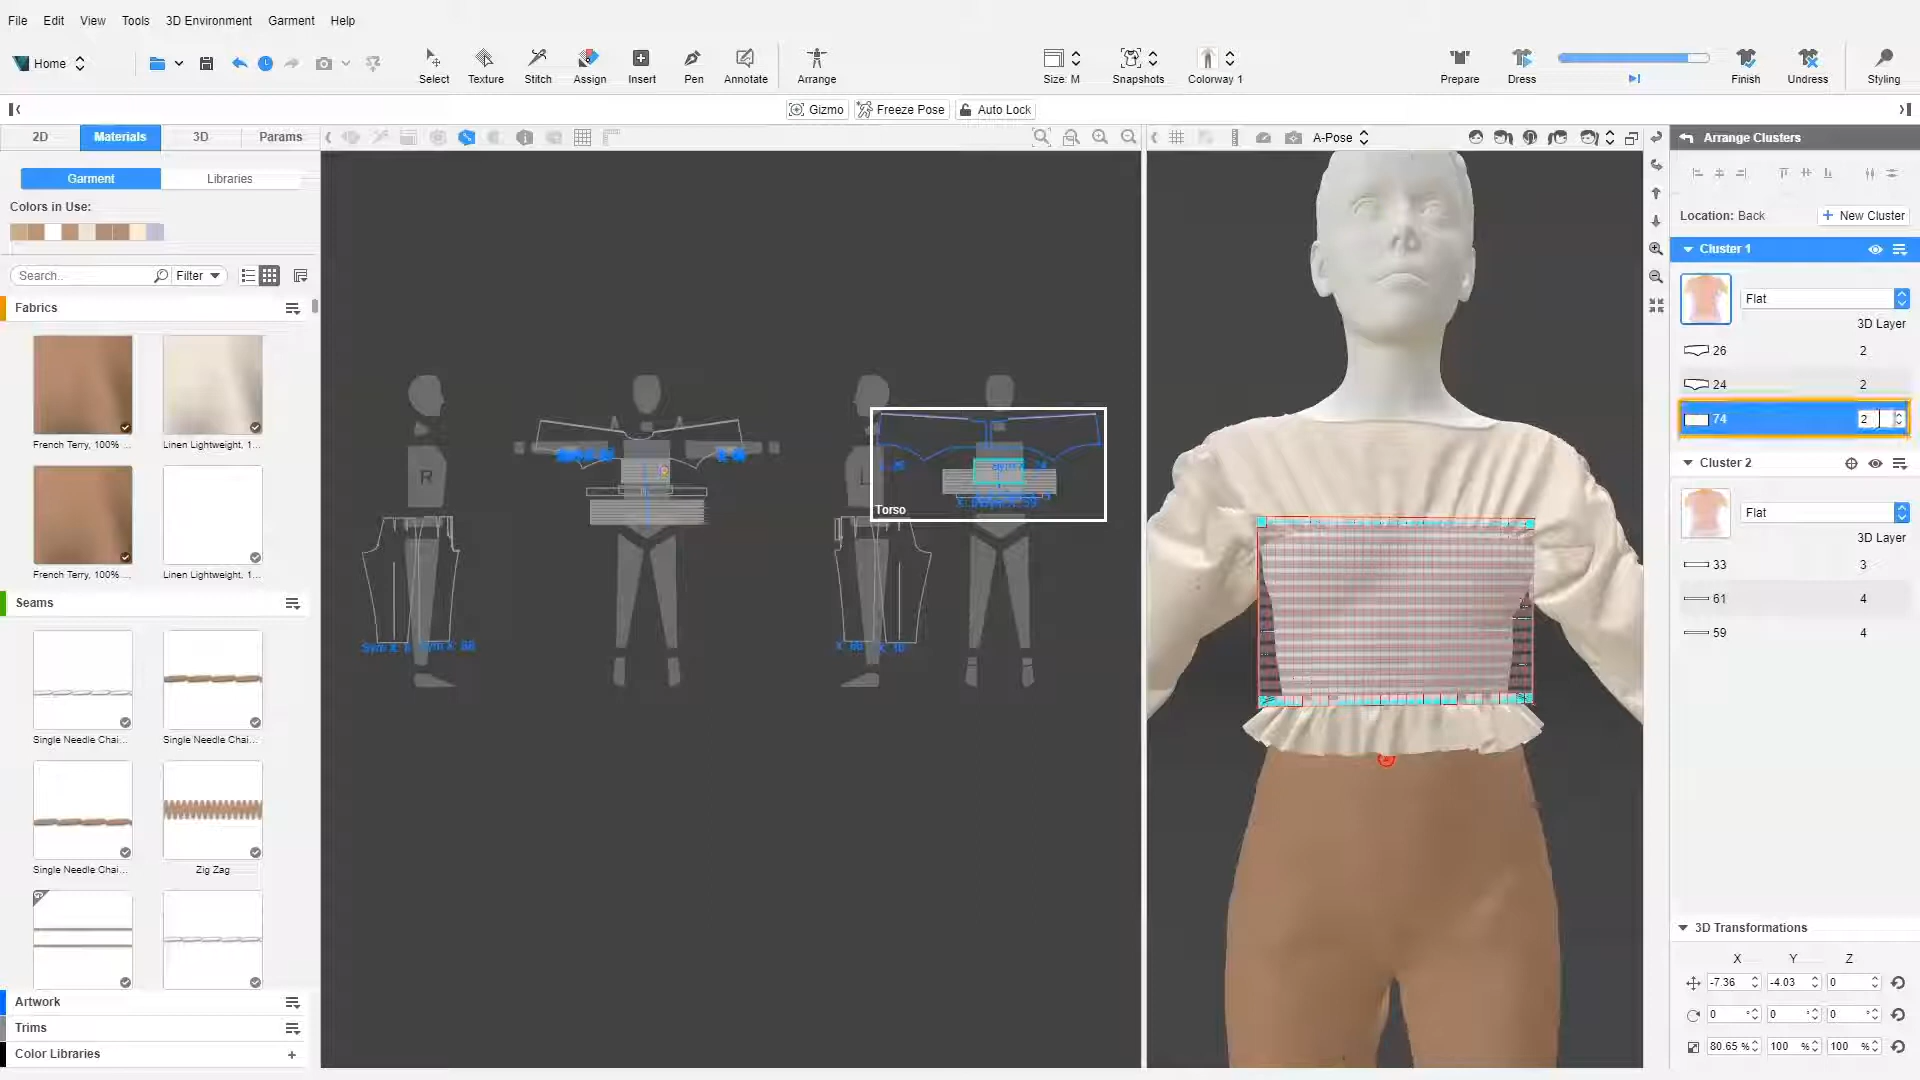 File Edit View Tools 3D Environment Garment Help
Home Select Texture Stitch Assign Insert Pen Annotate Arrange Size: M Snapshots Colorway 1 Prepare Dress Finish Undress Styling
Gizmo Freeze Pose Auto Lock
2D Materials 3D Params A-Pose Arrange Clusters
Garment Libraries
Colors in Use:
Location: Back + New Cluster
Cluster 1
Search.. Filter
Flat
Fabrics
3D Layer
26 2
24 2
74 2
French Terry, 100% ... Linen Lightweight, 1...
Cluster 2
R
L
Torso
Flat
3D Layer
33 3
French Terry, 100% ... Linen Lightweight, 1...
61 4
Seams
59 4
Single Needle Chai... Single Needle Chai...
Single Needle Chai... Zig Zag
3D Transformations
X Y Z
-7.36 -4.03 0
Artwork
0 ° 0 ° 0 °
Trims
80.65 % 100 % 100 %
Color Libraries +